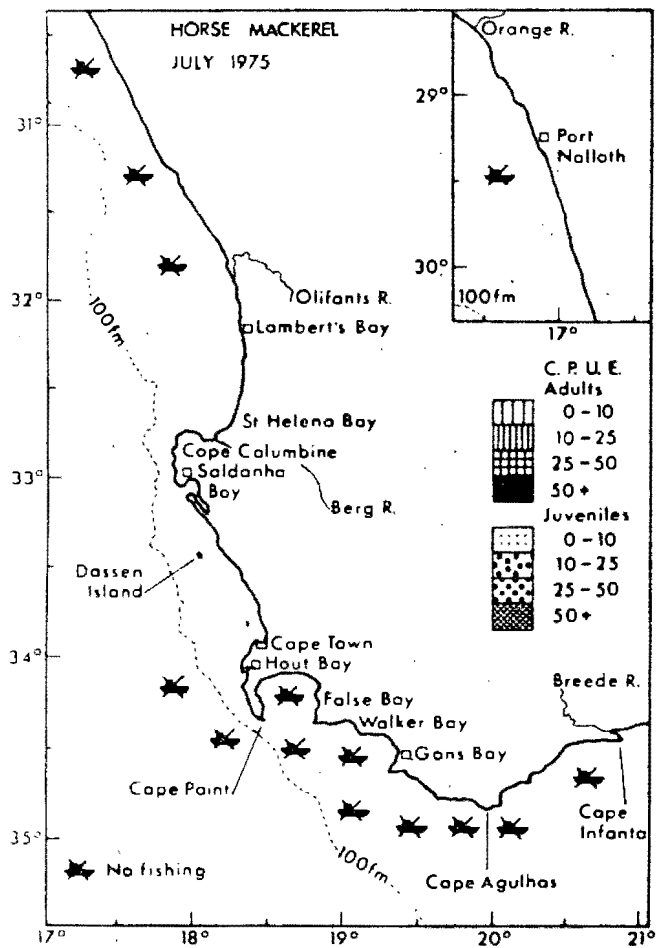 HORSE MACKEREL
JULY 1975
Orange R.
29°
Port
Nolloth
30°
100fm
17°
31°
32°
33°
34°
35°
100fm
Olifants R.
Lambert's Bay
St Helena Bay
Cape Columbine
Saldanha
Bay
Berg R.
Dassen
Island
Cape Town
Hout Bay
False Bay
Walker Bay
Gans Bay
Breede R.
Cape Point
Cape
Infanta
Cape Agulhas
100fm
No fishing
C. P. U. E.
Adults
0-10
10-25
25-50
50+
Juveniles
0-10
10-25
25-50
50+
17°
18°
19°
20°
21°